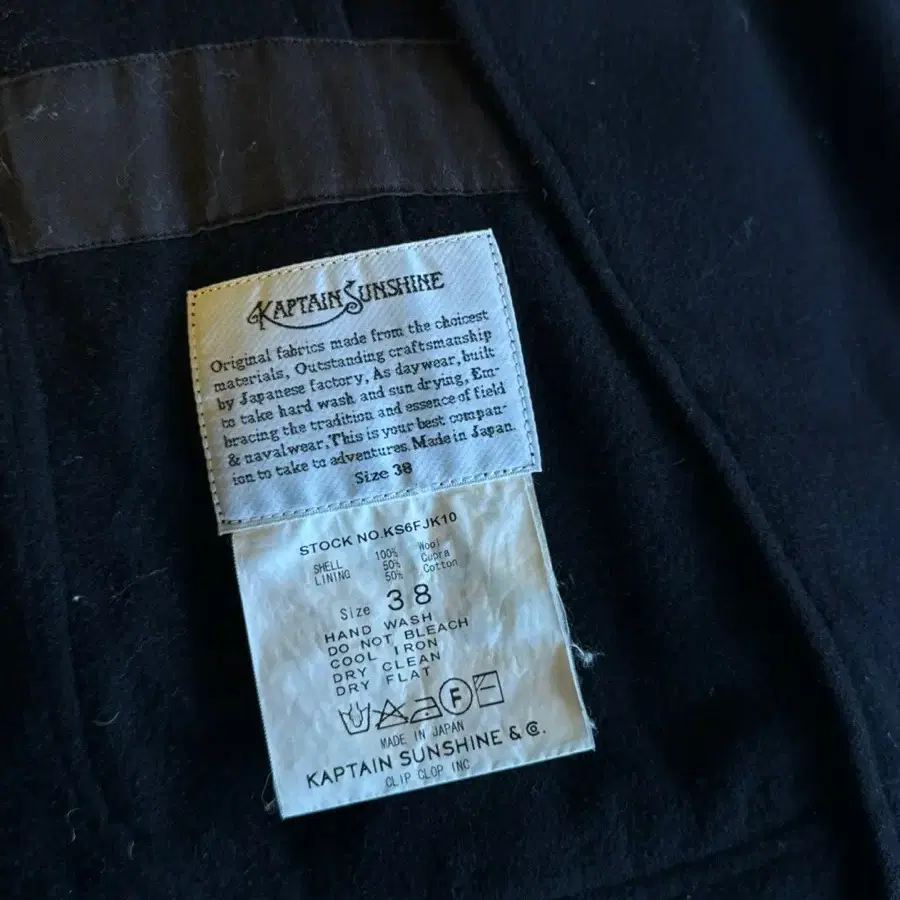 KAPTAIN SUNSHINE
Original fabrics made from the choicest
materials, Outstanding craftsmanship
by Japanese factory, As daywear, built
to take hard wash and sun drying, Em-
bracing the tradition and essence of field
& navalwear, This is your best compan-
ion to take to adventures. Made in Japan.
Size 38
STOCK NO.KS6FJK10
SHELL 100% Wool
LINING 50% Cupra
50% Cotton
Size 38
HAND WASH
DO NOT BLEACH
COOL IRON
DRY CLEAN
DRY FLAT
F
MADE IN JAPAN
KAPTAIN SUNSHINE & Co.
CLIP CLOP INC